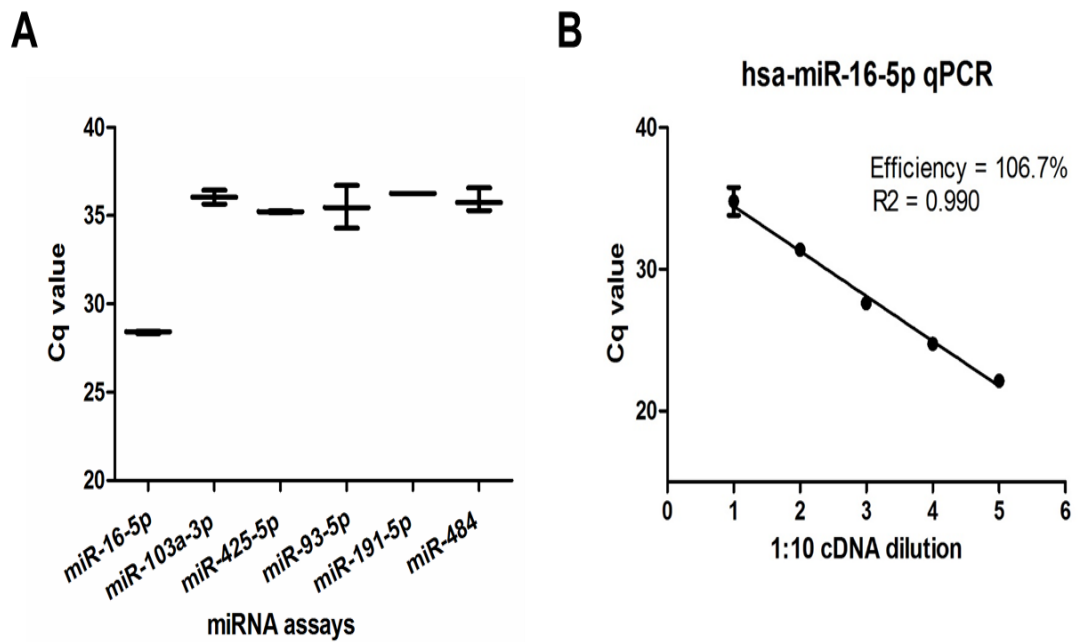 A
40
35
30
25
20
Cq value
miR-16-5p
miR-103a-3p
miR-425-5p
miR-93-5p
miR-191-5p
miR-484
miRNA assays
B
hsa-miR-16-5p qPCR
Efficiency = 106.7%
R2 = 0.990
40
30
20
Cq value
0 1 2 3 4 5 6
1:10 cDNA dilution